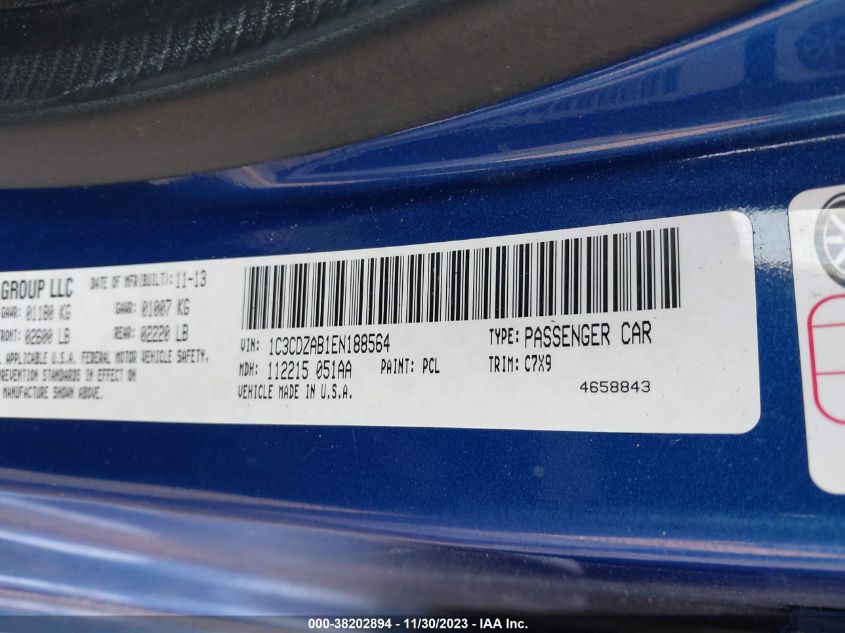 GROUP LLC DATE OF MFR(BUILT): 11-13
GAWR: 01180 KG GAWR: 01007 KG
FRONT: 02600 LB REAR: 02220 LB
APPLICABLE U.S.A. FEDERAL MOTOR VEHICLE SAFETY,
PREVENTION STANDARDS IN EFFECT ON
MANUFACTURE SHOWN ABOVE.
VIN: 1C3CDZAB1EN188564 TYPE: PASSENGER CAR
MDH: 112215 051AA PAINT: PCL TRIM: C7X9
VEHICLE MADE IN U.S.A. 4658843
000-38202894 - 11/30/2023 - IAA Inc.